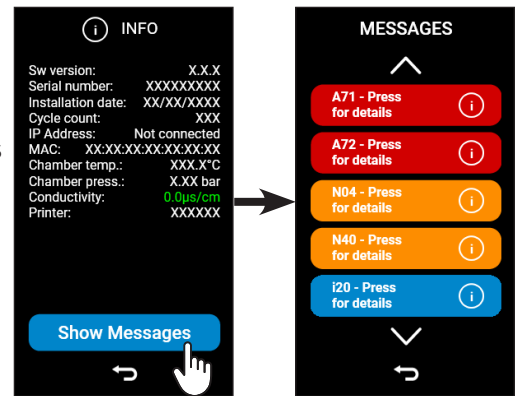 i INFO
Sw version: X.X.X
Serial number: XXXXXXXXX
Installation date: XX/XX/XXXX
Cycle count: XXX
IP Address: Not connected
MAC: XX:XX:XX:XX:XX:XX:XX
Chamber temp.: XXX.X°C
Chamber press.: X.XX bar
Conductivity: 0.0µs/cm
Printer: XXXXXX
Show Messages
MESSAGES
A71 - Press
for details i
A72 - Press
for details i
N04 - Press
for details i
N40 - Press
for details i
i20 - Press
for details i